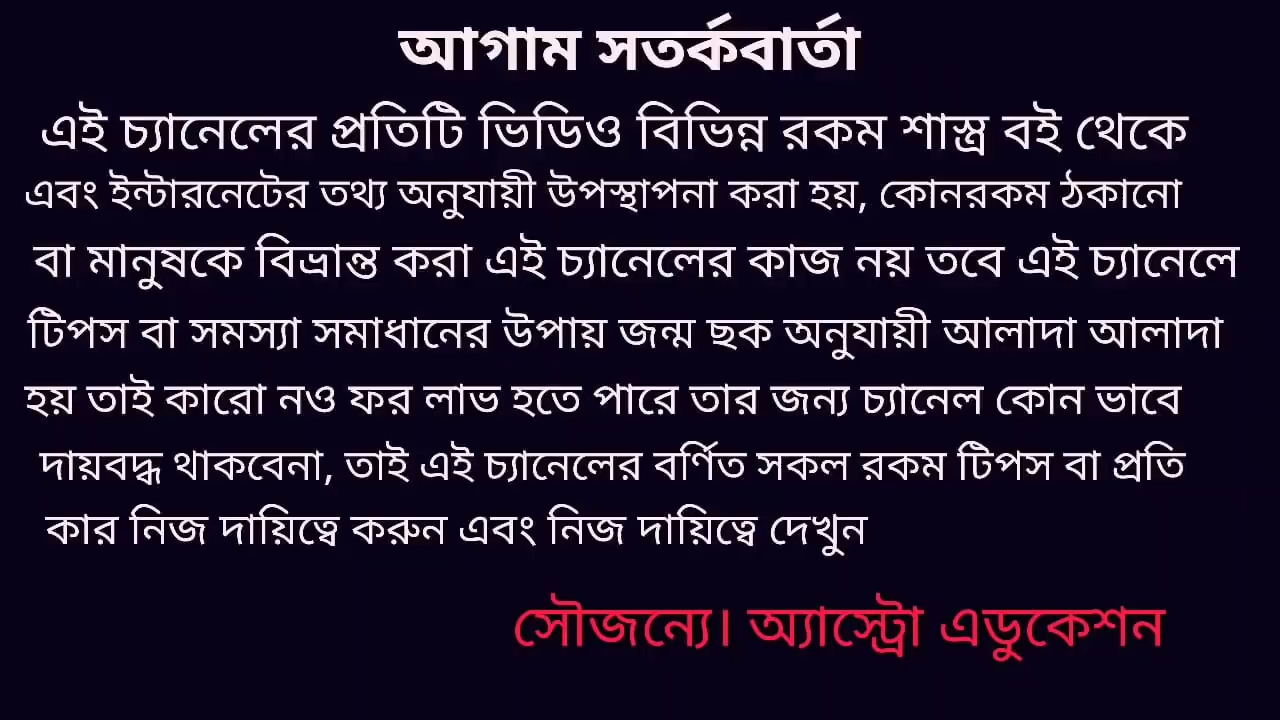 আগাম সতর্কবার্তা
এই চ্যানেলের প্রতিটি ভিডিও বিভিন্ন রকম শাস্ত্র বই থেকে
এবং ইন্টারনেটের তথ্য অনুযায়ী উপস্থাপনা করা হয়, কোনরকম ঠকানো
বা মানুষকে বিভ্রান্ত করা এই চ্যানেলের কাজ নয় তবে এই চ্যানেলে
টিপস বা সমস্যা সমাধানের উপায় জন্ম ছক অনুযায়ী আলাদা আলাদা
হয় তাই কারো নও ফর লাভ হতে পারে তার জন্য চ্যানেল কোন ভাবে
দায়বদ্ধ থাকবেনা, তাই এই চ্যানেলের বর্ণিত সকল রকম টিপস বা প্রতি
কার নিজ দায়িত্বে করুন এবং নিজ দায়িত্বে দেখুন
সৌজন্যে। অ্যাস্ট্রো এডুকেশন